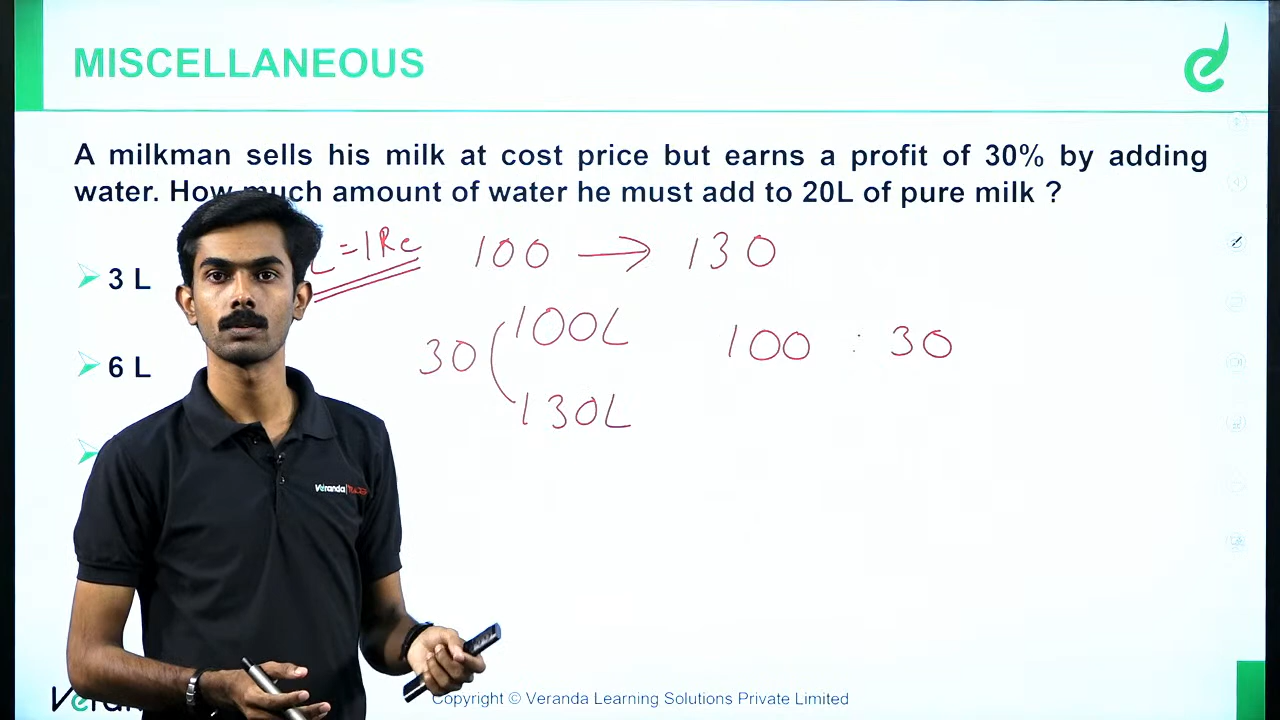 MISCELLANEOUS
A milkman sells his milk at cost price but earns a profit of 30% by adding
water. How much amount of water he must add to 20L of pure milk ?
L = 1 Re
100 → 130
3 L
100L
30
100 : 30
6 L
130L
Veranda
Copyright © Veranda Learning Solutions Private Limited